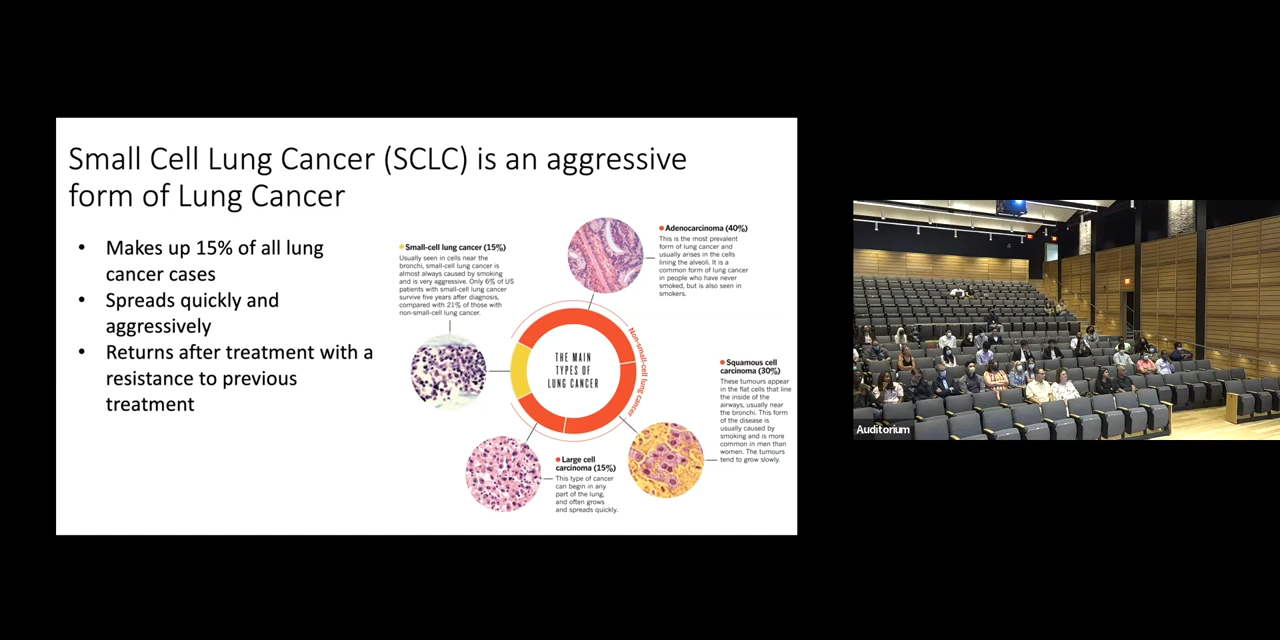 Small Cell Lung Cancer (SCLC) is an aggressive
form of Lung Cancer
• Makes up 15% of all lung
cancer cases
• Spreads quickly and
aggressively
• Returns after treatment with a
resistance to previous
treatment
Small-cell lung cancer (15%)
Usually seen in cells near the
bronchi, small-cell lung cancer is
almost always caused by smoking
and is very aggressive. Only 6% of US
patients with small-cell lung cancer
survive five years after diagnosis,
compared with 21% of those with
non-small-cell lung cancer.
Adenocarcinoma (40%)
This is the most prevalent
form of lung cancer and
usually arises in the cells
lining the alveoli. It is a
common form of lung cancer
in people who have never
smoked, but is also seen in
smokers.
THE MAIN
TYPES OF
LUNG CANCER
Non-small-cell lung cancer
Squamous cell
carcinoma (30%)
These tumours appear
in the flat cells that line
the inside of the
airways, usually near
the bronchi. This form
of the disease is
usually caused by
smoking and is more
common in men than
women. The tumours
tend to grow slowly.
Large cell
carcinoma (15%)
This type of cancer
can begin in any
part of the lung,
and often grows
and spreads quickly.
Auditorium